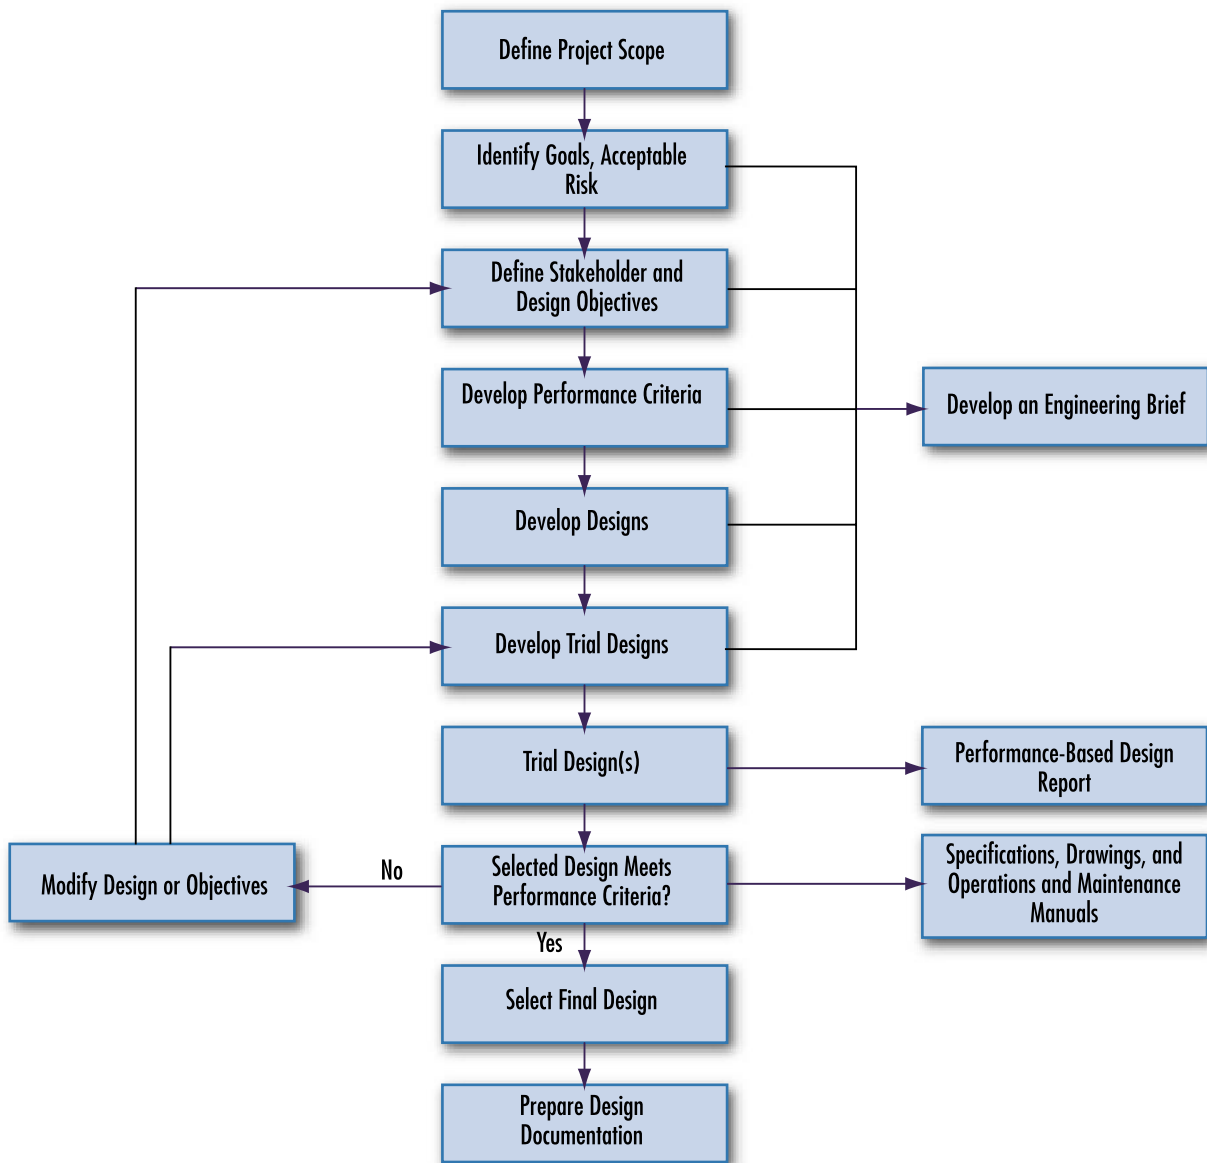 Define Project Scope
Identify Goals, Acceptable
Risk
Define Stakeholder and
Design Objectives
Develop Performance Criteria
Develop an Engineering Brief
Develop Designs
Develop Trial Designs
Trial Design(s)
Performance-Based Design
Report
Modify Design or Objectives
No
Selected Design Meets
Performance Criteria?
Specifications, Drawings, and
Operations and Maintenance
Manuals
Yes
Select Final Design
Prepare Design
Documentation